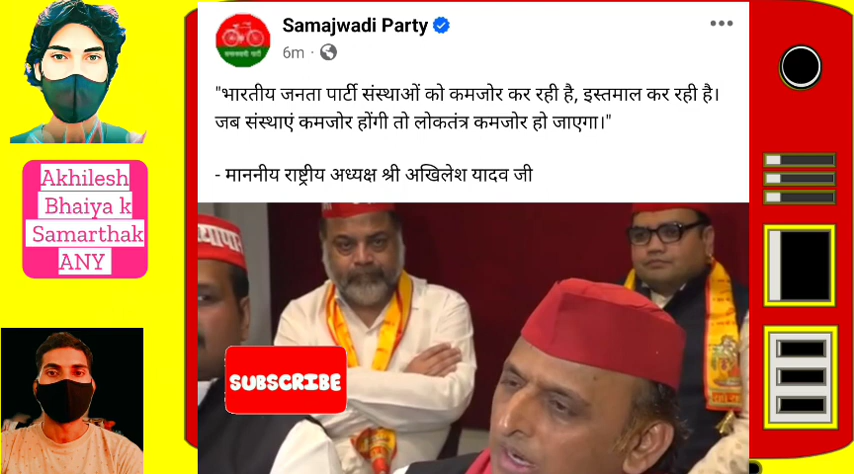 Samajwadi Party
6m ·
"भारतीय जनता पार्टी संस्थाओं को कमजोर कर रही है, इस्तमाल कर रही है।
जब संस्थाएं कमजोर होंगी तो लोकतंत्र कमजोर हो जाएगा।"
- माननीय राष्ट्रीय अध्यक्ष श्री अखिलेश यादव जी
Akhilesh
Bhaiya k
Samarthak
ANY
SUBSCRIBE